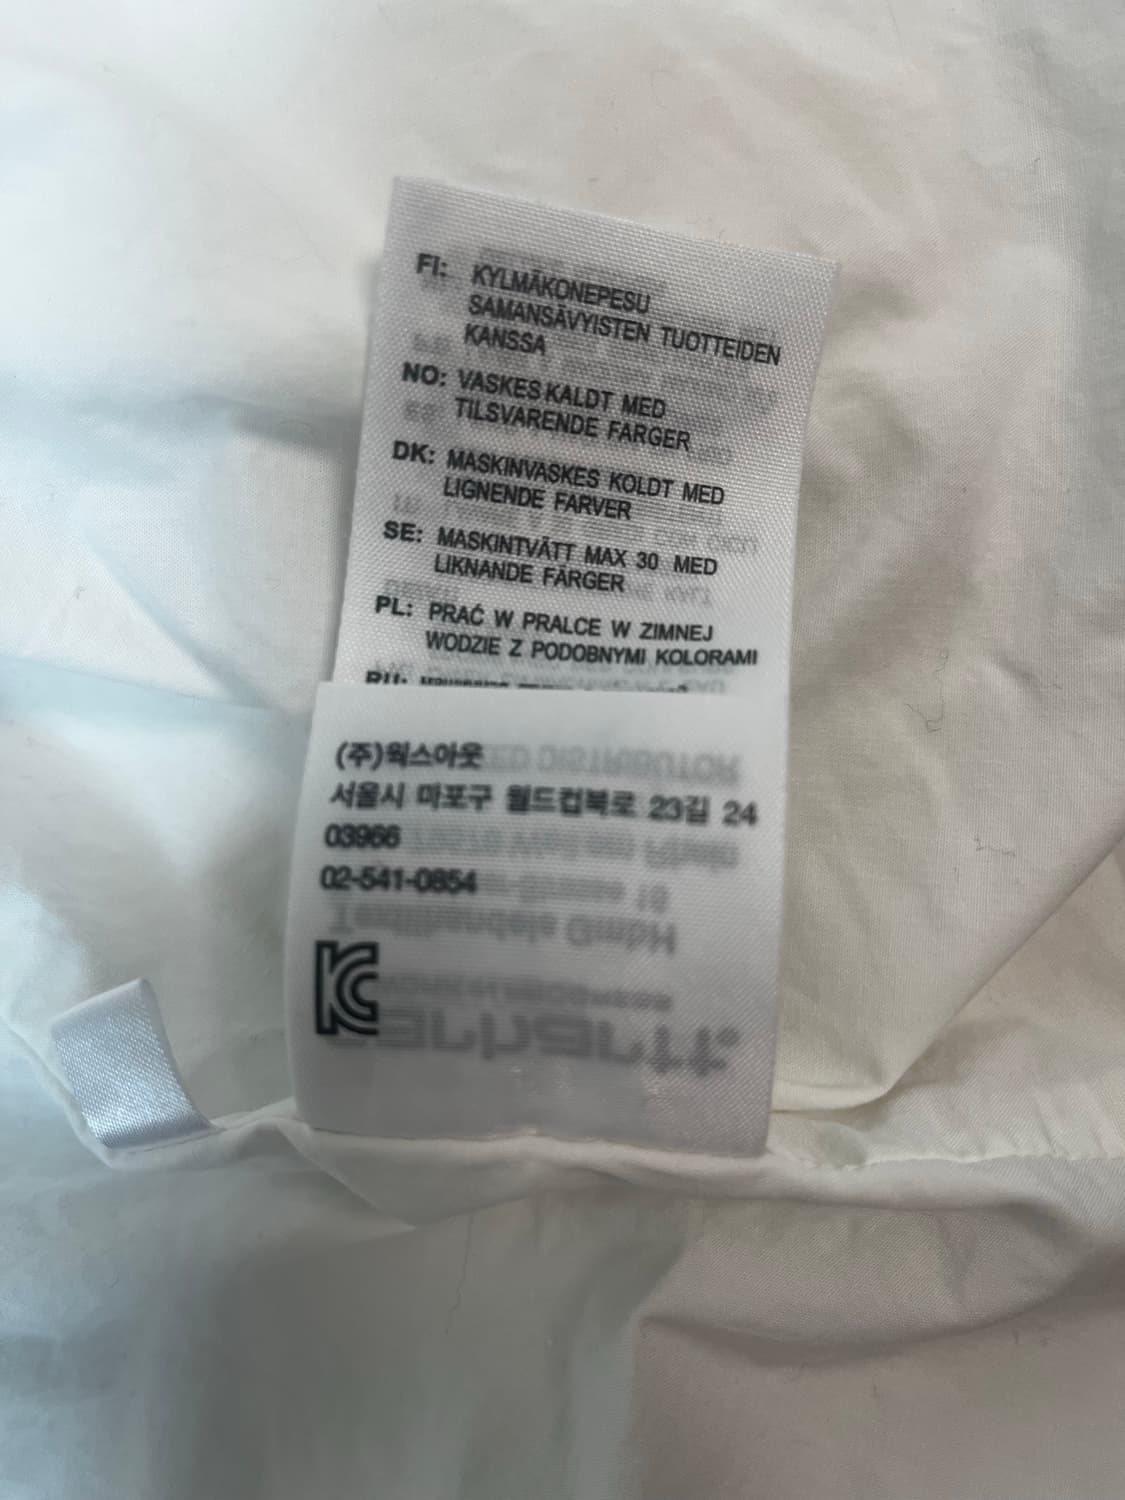 FI: KYLMÄKONEPESU
SAMANSÄVYISTEN TUOTTEIDEN
KANSSA
NO: VASKES KALDT MED
TILSVARENDE FARGER
DK: MASKINVASKES KOLDT MED
LIGNENDE FARVER
SE: MASKINTVÄTT MAX 30 MED
LIKNANDE FÄRGER
PL: PRAĆ W PRALCE W ZIMNEJ
WODZIE Z PODOBNYMI KOLORAMI
RU:
(주)웍스아웃
서울시 마포구 월드컵북로 23길 24
03966
02-541-0854
KC